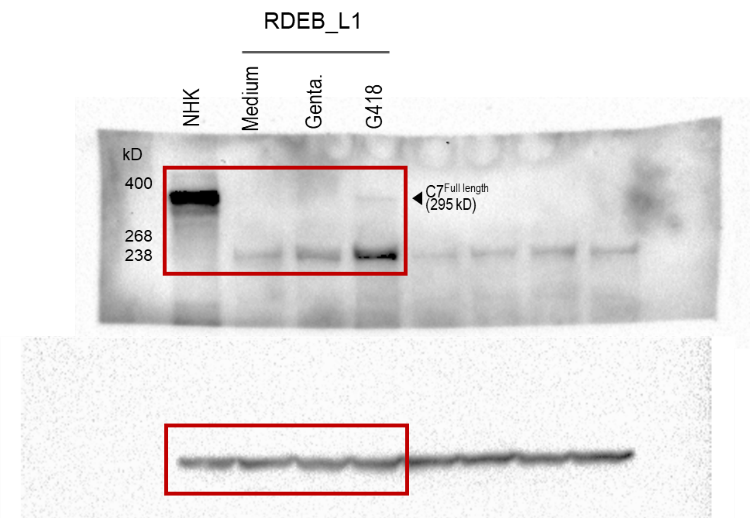 RDEB_L1
NHK
Medium
Genta.
G418
kD
400
C7Full length
(295 kD)
268
238